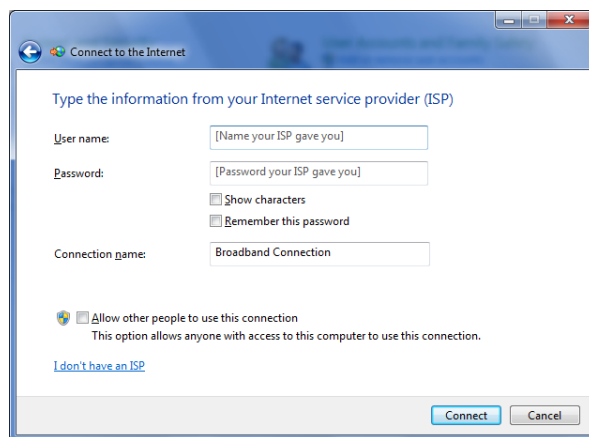 Connect to the Internet
Type the information from your Internet service provider (ISP)
User name:
[Name your ISP gave you]
Password:
[Password your ISP gave you]
Show characters
Remember this password
Connection name:
Broadband Connection
Allow other people to use this connection
This option allows anyone with access to this computer to use this connection.
I don't have an ISP
Connect
Cancel